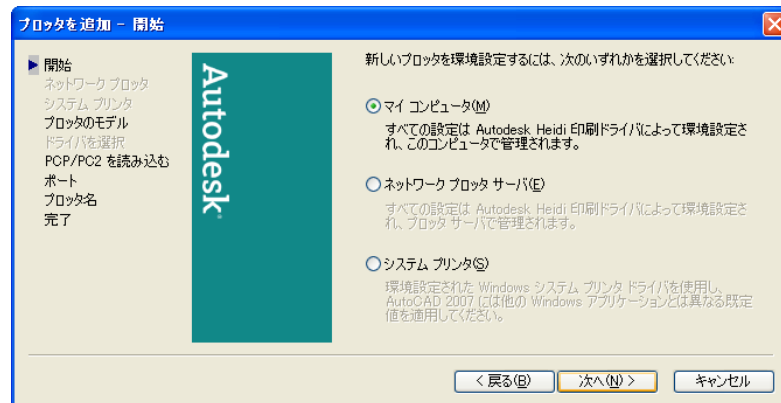 プロッタを追加 - 開始
開始
ネットワーク プロッタ
システム プリンタ
プロッタのモデル
ドライバを選択
PCP/PC2 を読み込む
ポート
プロッタ名
完了
Autodesk
新しいプロッタを環境設定するには、次のいずれかを選択してください:
マイ コンピュータ(M)
すべての設定は Autodesk Heidi 印刷ドライバによって環境設定さ
れ、このコンピュータで管理されます。
ネットワーク プロッタ サーバ(E)
すべての設定は Autodesk Heidi 印刷ドライバによって環境設定さ
れ、プロッタ サーバで管理されます。
システム プリンタ(S)
環境設定された Windows システム プリンタ ドライバを使用し、
AutoCAD 2007 には他の Windows アプリケーションとは異なる既定
値を適用してください。
< 戻る(B)
次へ(N) >
キャンセル